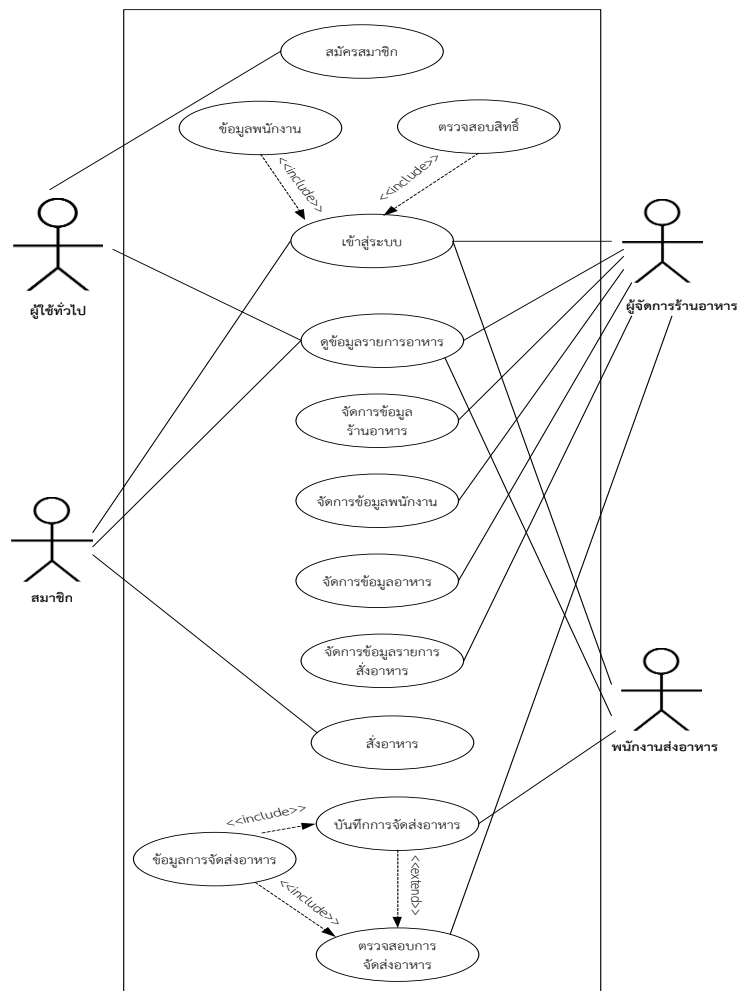 สมัครสมาชิก
ข้อมูลพนักงาน
ตรวจสอบสิทธิ์
<<include>>
<<include>>
เข้าสู่ระบบ
ผู้ใช้ทั่วไป
ผู้จัดการร้านอาหาร
ดูข้อมูลรายการอาหาร
จัดการข้อมูล
ร้านอาหาร
จัดการข้อมูลพนักงาน
จัดการข้อมูลอาหาร
สมาชิก
จัดการข้อมูลรายการ
สั่งอาหาร
สั่งอาหาร
พนักงานส่งอาหาร
<<include>>
บันทึกการจัดส่งอาหาร
ข้อมูลการจัดส่งอาหาร
<<include>>
<<extend>>
ตรวจสอบการ
จัดส่งอาหาร